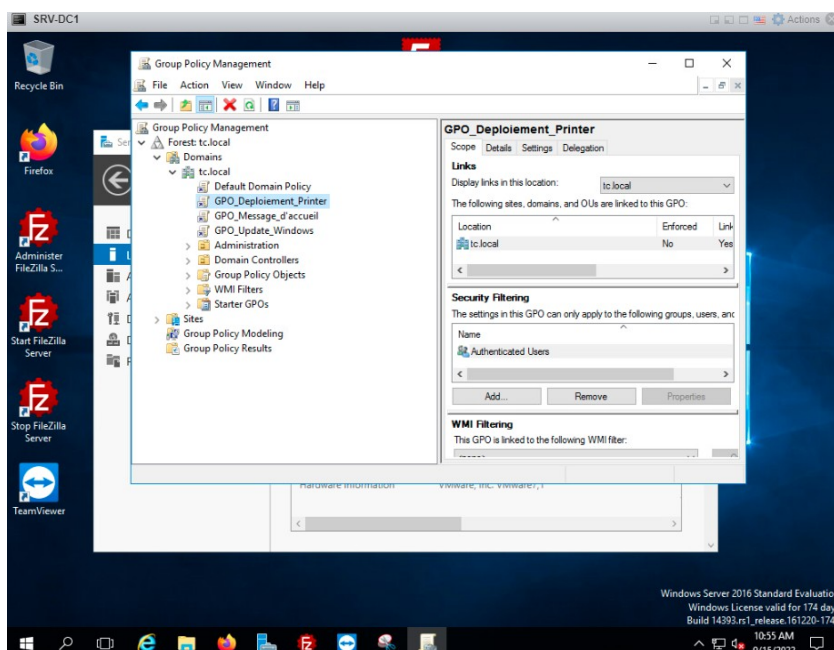 SRV-DC1
Actions
Recycle Bin
Firefox
Administer
FileZilla S...
Start FileZilla
Server
Stop FileZilla
Server
TeamViewer
Group Policy Management
File Action View Window Help
Group Policy Management
Forest: tc.local
Domains
tc.local
Default Domain Policy
GPO_Deploiement_Printer
GPO_Message_d'accueil
GPO_Update_Windows
Administration
Domain Controllers
Group Policy Objects
WMI Filters
Starter GPOs
Sites
Group Policy Modeling
Group Policy Results
GPO_Deploiement_Printer
Scope Details Settings Delegation
Links
Display links in this location: tc.local
The following sites, domains, and OUs are linked to this GPO:
Location Enforced Link
tc.local No Yes
Security Filtering
The settings in this GPO can only apply to the following groups, users, and
Name
Authenticated Users
Add... Remove Properties
WMI Filtering
This GPO is linked to the following WMI filter:
Hardware information VMware, Inc. VMware7,1
Windows Server 2016 Standard Evaluatio
Windows License valid for 174 day
Build 14393.rs1_release.161220-174
10:55 AM